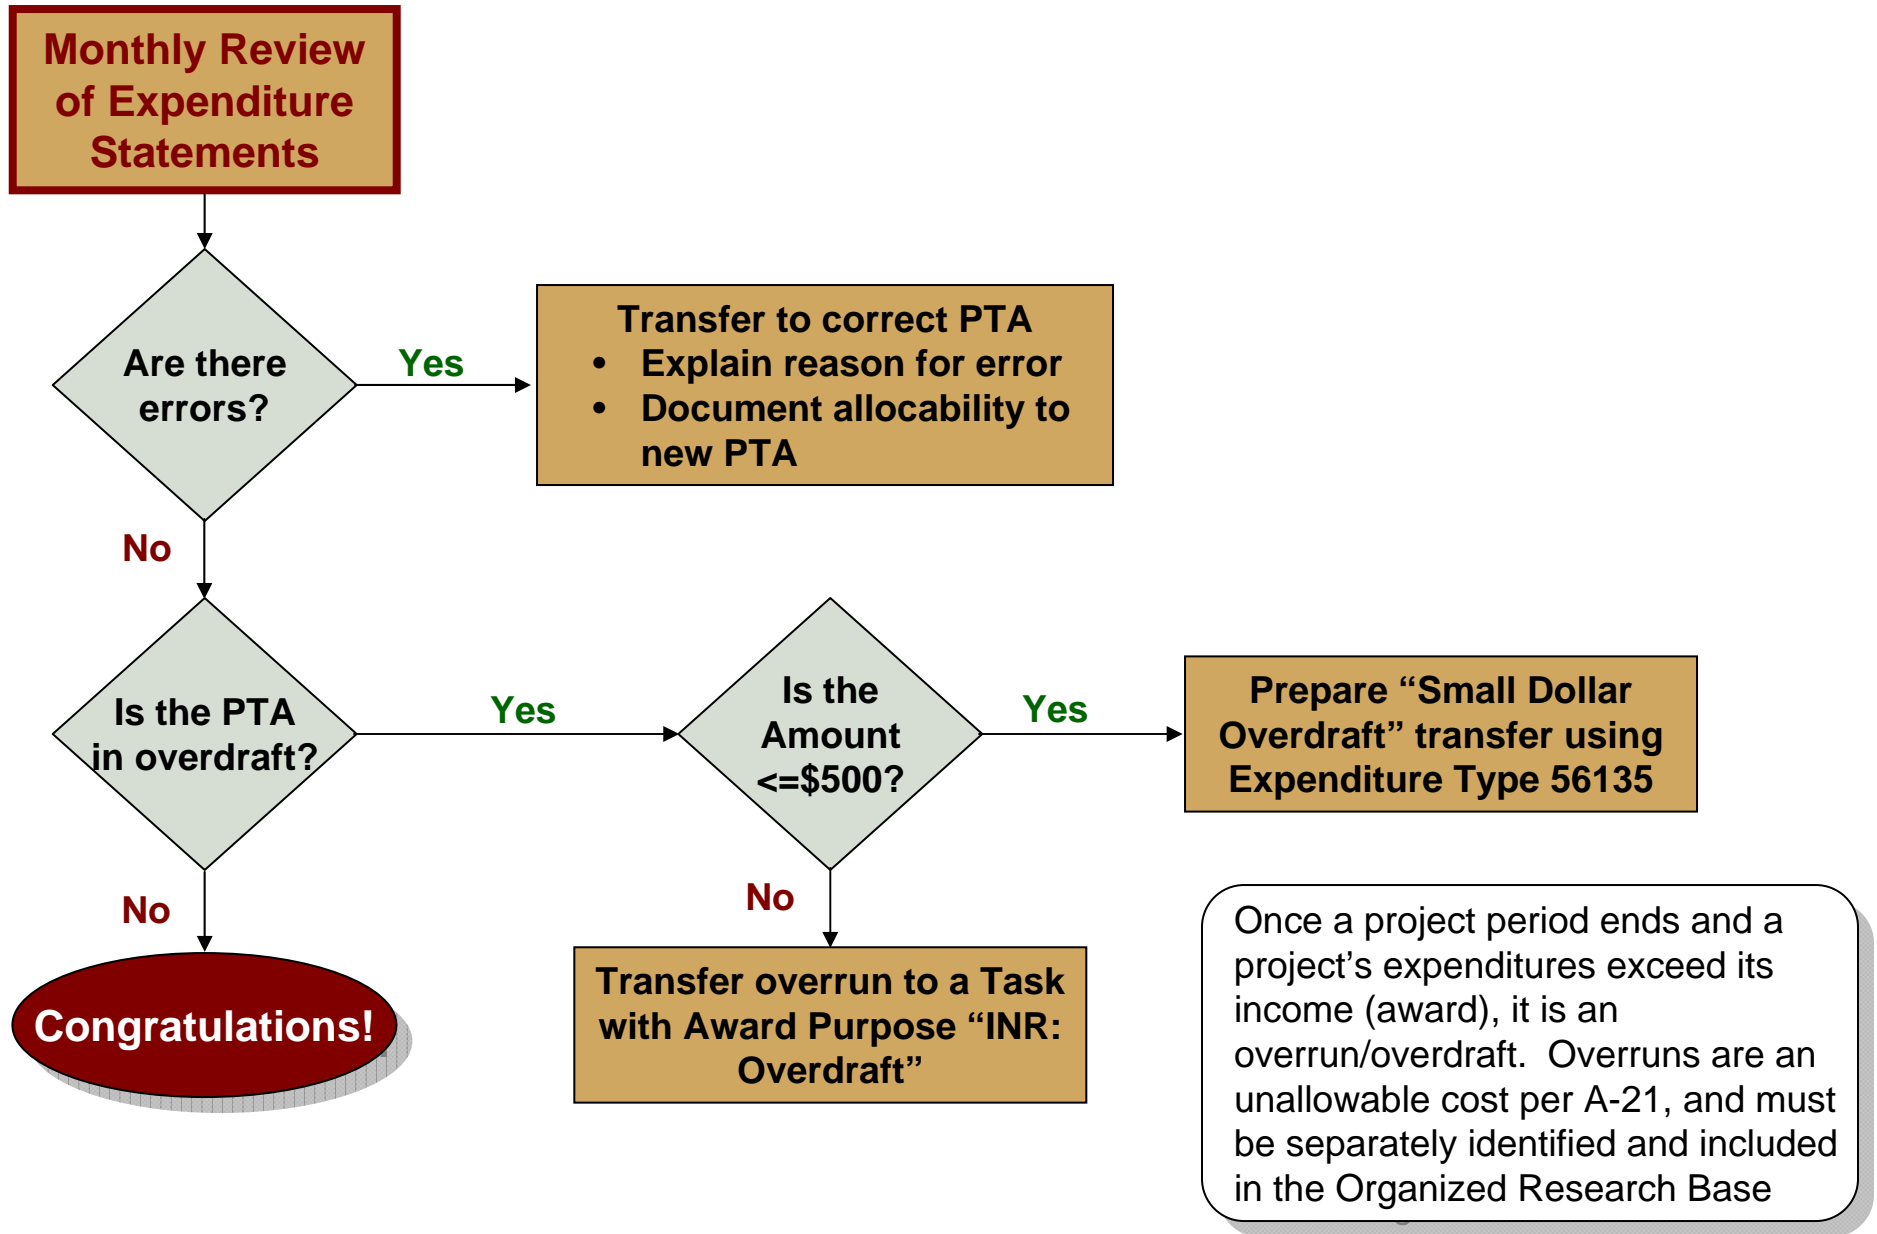 Monthly Review
of Expenditure
Statements
Are there
errors?
Yes
Transfer to correct PTA
• Explain reason for error
• Document allocability to
new PTA
No
Is the PTA
in overdraft?
Yes
Is the
Amount
<=$500?
Yes
Prepare “Small Dollar
Overdraft” transfer using
Expenditure Type 56135
No
Congratulations!
No
Transfer overrun to a Task
with Award Purpose “INR:
Overdraft”
Once a project period ends and a
project’s expenditures exceed its
income (award), it is an
overrun/overdraft.  Overruns are an
unallowable cost per A-21, and must
be separately identified and included
in the Organized Research Base